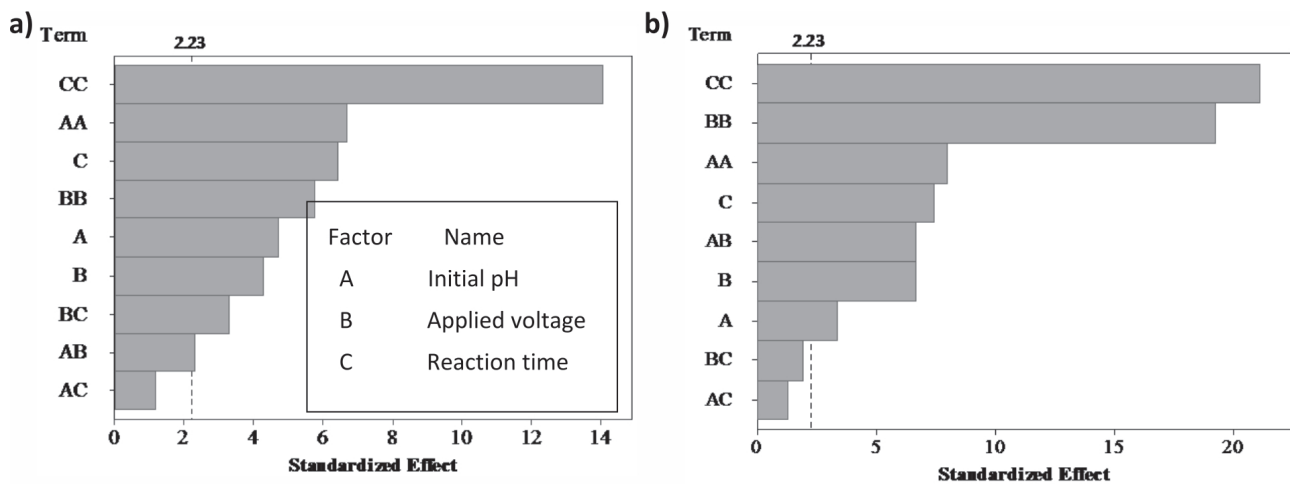 a)
Term
2.23
CC
AA
C
BB
A
B
BC
AB
AC
Factor Name
A Initial pH
B Applied voltage
C Reaction time
0 2 4 6 8 10 12 14
Standardized Effect
b)
Term
2.23
CC
BB
AA
C
AB
B
A
BC
AC
0 5 10 15 20
Standardized Effect